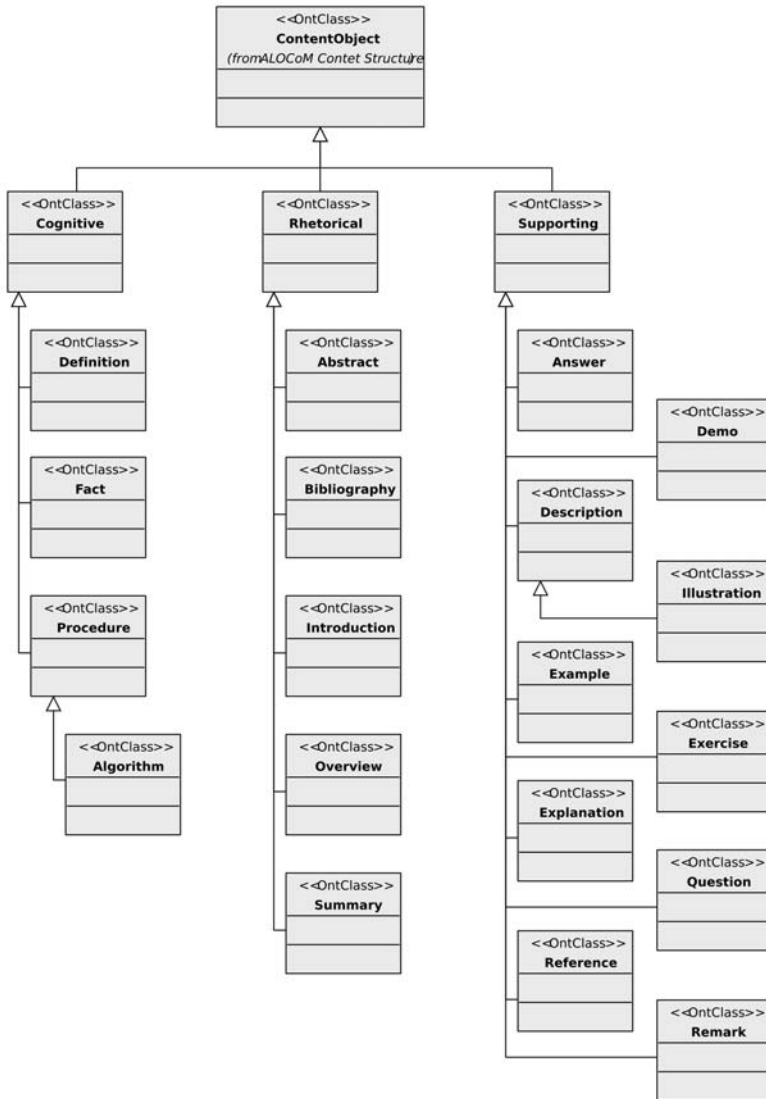 <<OntClass>>
ContentObject
(fromALOCoM Contet Structure)
<<OntClass>>
Cognitive
<<OntClass>>
Rhetorical
<<OntClass>>
Supporting
<<OntClass>>
Definition
<<OntClass>>
Abstract
<<OntClass>>
Answer
<<OntClass>>
Demo
<<OntClass>>
Fact
<<OntClass>>
Bibliography
<<OntClass>>
Description
<<OntClass>>
Illustration
<<OntClass>>
Procedure
<<OntClass>>
Introduction
<<OntClass>>
Example
<<OntClass>>
Exercise
<<OntClass>>
Algorithm
<<OntClass>>
Overview
<<OntClass>>
Explanation
<<OntClass>>
Question
<<OntClass>>
Summary
<<OntClass>>
Reference
<<OntClass>>
Remark